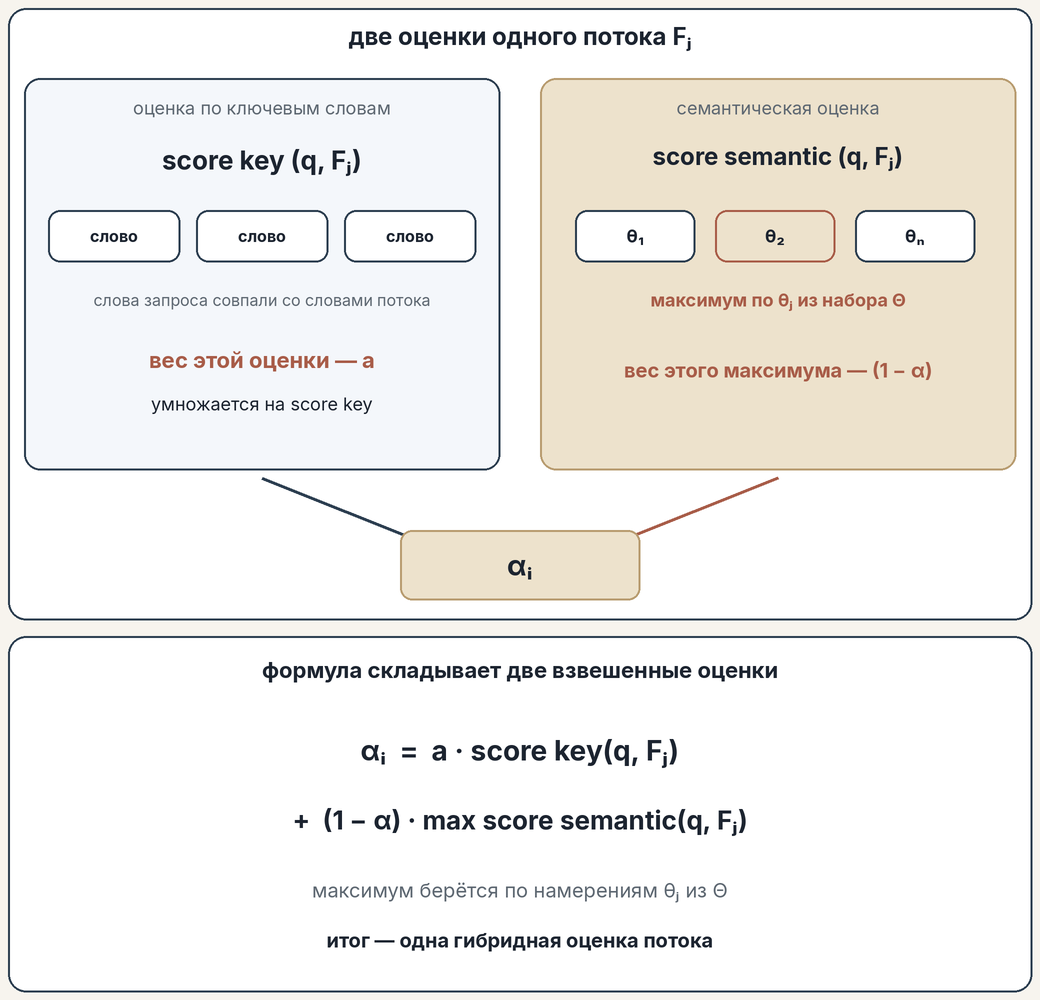 две оценки одного потока Fⱼ
оценка по ключевым словам
score key (q, Fⱼ)
слово слово слово
слова запроса совпали со словами потока
вес этой оценки — a
умножается на score key
семантическая оценка
score semantic (q, Fⱼ)
θ₁ θ₂ θₙ
максимум по θⱼ из набора Θ
вес этого максимума — (1 − α)
αᵢ
формула складывает две взвешенные оценки
αᵢ = a · score key(q, Fⱼ)
+ (1 − α) · max score semantic(q, Fⱼ)
максимум берётся по намерениям θⱼ из Θ
итог — одна гибридная оценка потока